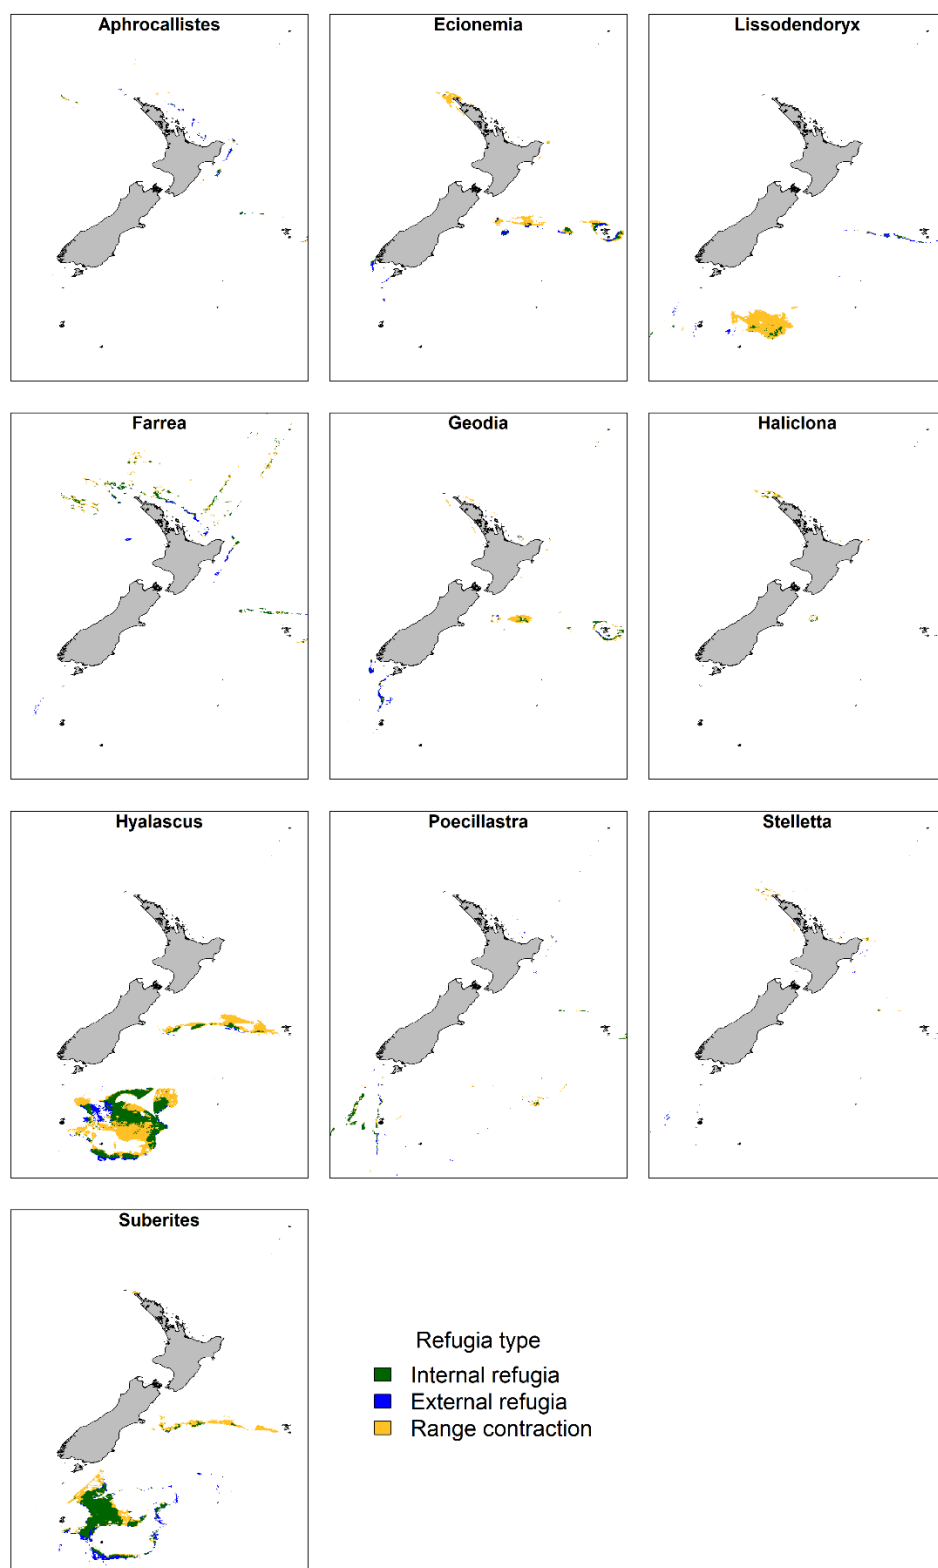 Aphrocallistes
Ecionemia
Lissodendoryx
Farrea
Geodia
Haliclona
Hyalascus
Poecillastra
Stelletta
Suberites
Refugia type
Internal refugia
External refugia
Range contraction